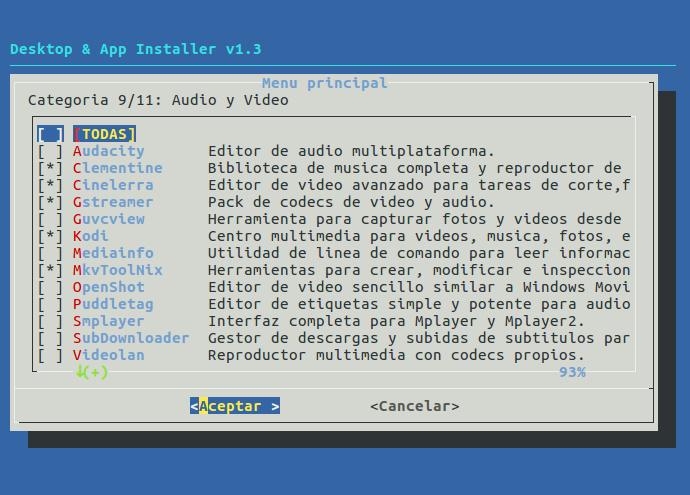 Desktop & App Installer v1.3
Menu principal
Categoria 9/11: Audio y Video
[ ] [TODAS]
[ ] Audacity Editor de audio multiplataforma.
[*] Clementine Biblioteca de musica completa y reproductor de
[*] Cinelerra Editor de video avanzado para tareas de corte,f
[*] Gstreamer Pack de codecs de video y audio.
[ ] Guvcview Herramienta para capturar fotos y videos desde
[*] Kodi Centro multimedia para videos, musica, fotos, e
[ ] Mediainfo Utilidad de linea de comando para leer informac
[*] MkvToolNix Herramientas para crear, modificar e inspeccion
[ ] OpenShot Editor de video sencillo similar a Windows Movi
[ ] Puddletag Editor de etiquetas simple y potente para audio
[ ] Smplayer Interfaz completa para Mplayer y Mplayer2.
[ ] SubDownloader Gestor de descargas y subidas de subtitulos par
[ ] Videolan Reproductor multimedia con codecs propios.
↓(+) 93%
<Aceptar > <Cancelar>